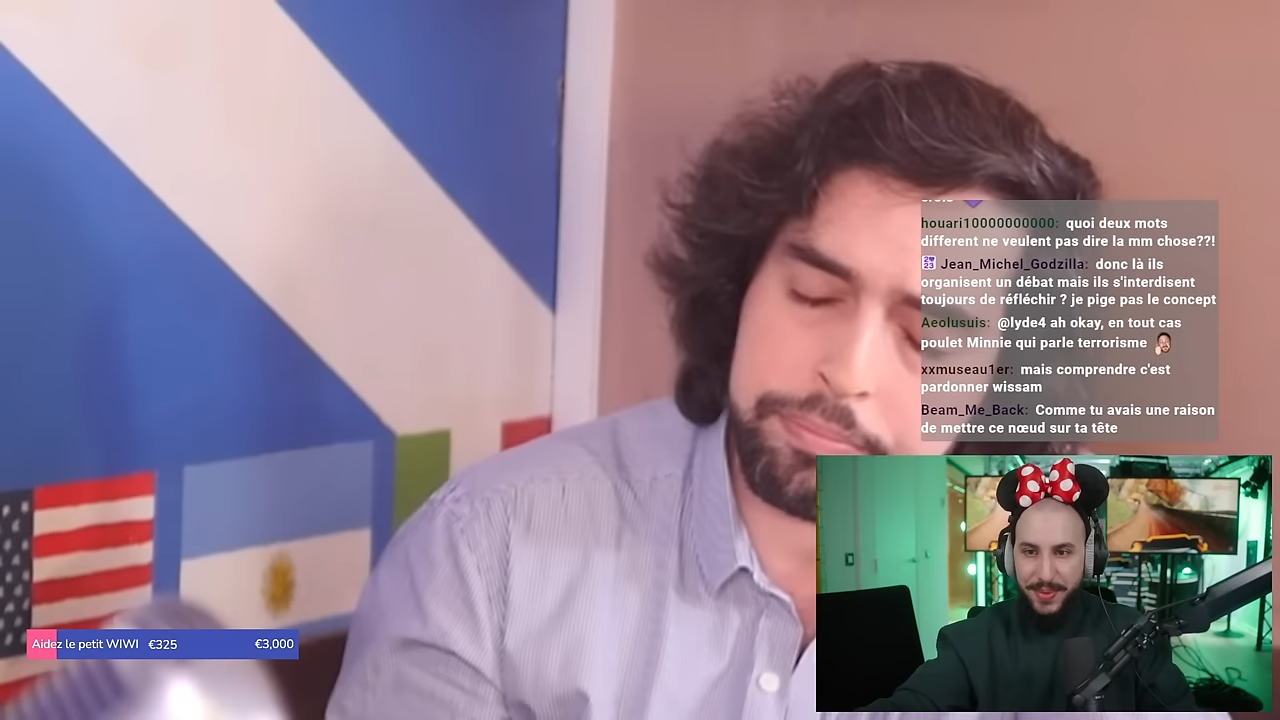 houari10000000000: quoi deux mots
different ne veulent pas dire la mm chose??!
Jean_Michel_Godzilla: donc là ils
organisent un débat mais ils s'interdisent
toujours de réfléchir ? je pige pas le concept
Aeolusuis: @lyde4 ah okay, en tout cas
poulet Minnie qui parle terrorisme
xxmuseau1er: mais comprendre c'est
pardonner wissam
Beam_Me_Back: Comme tu avais une raison
de mettre ce nœud sur ta tête
Aidez le petit WIWI €325 €3,000